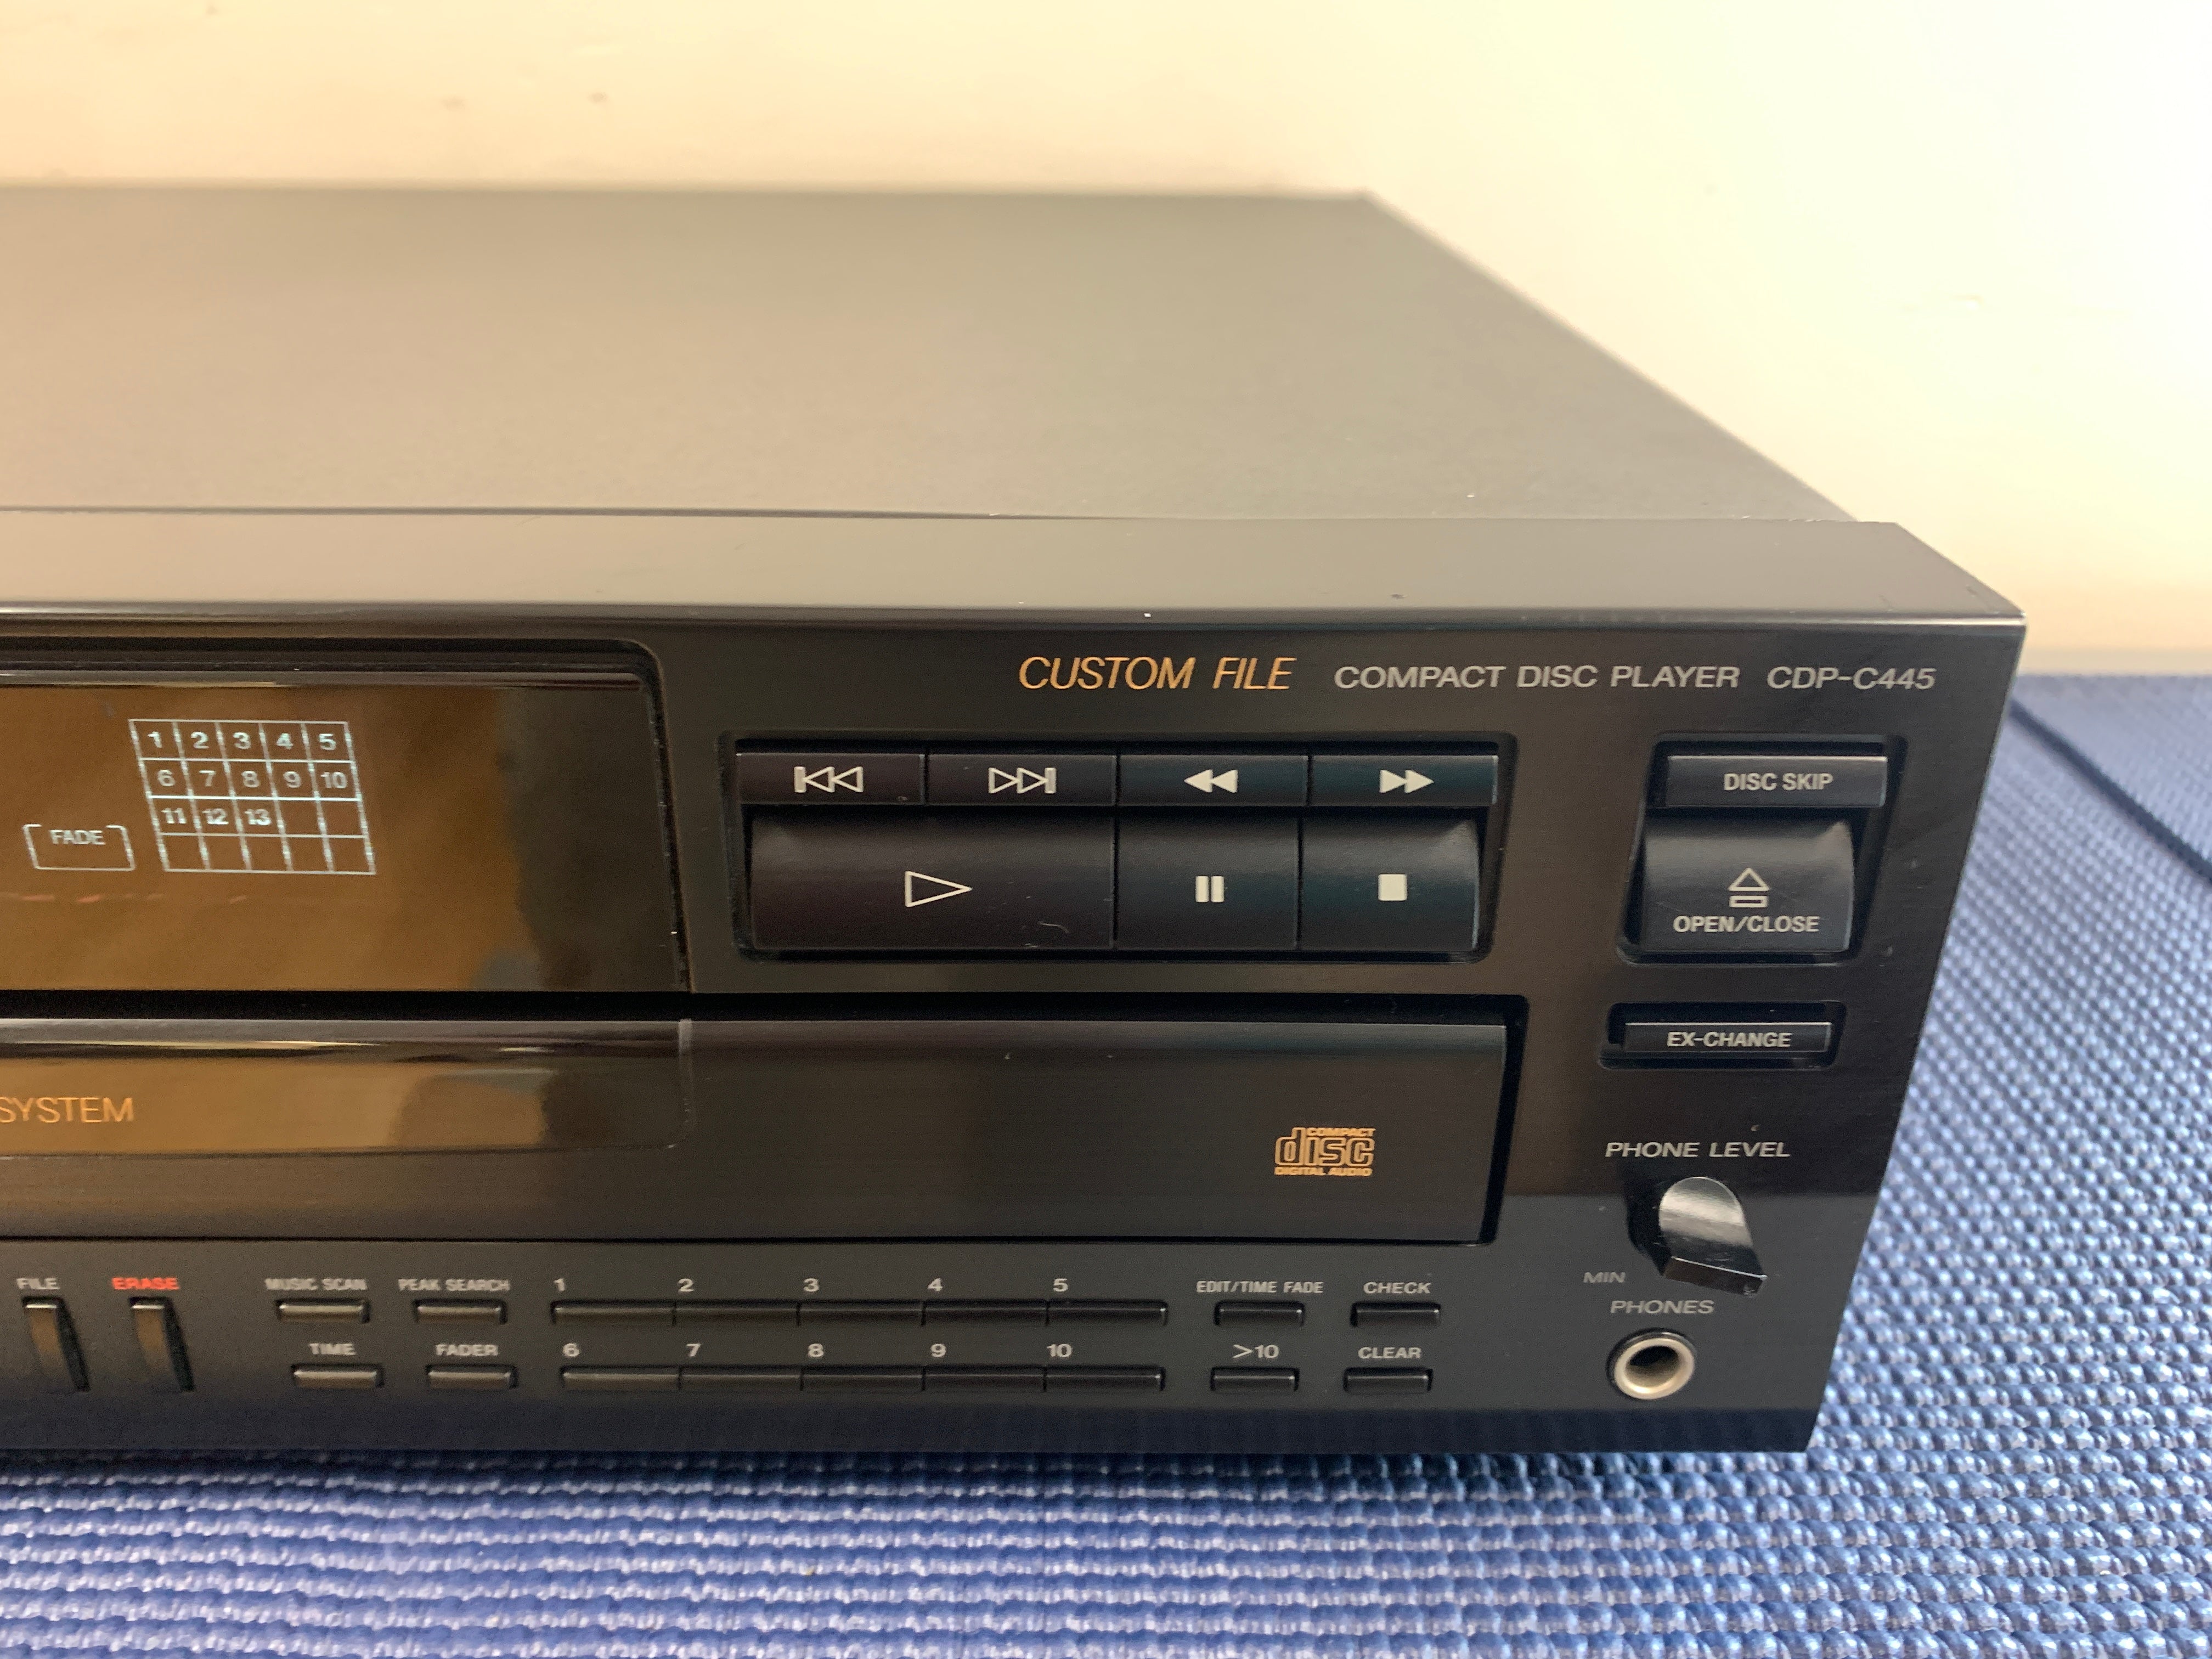 CUSTOM FILE COMPACT DISC PLAYER CDP-C445
1 2 3 4 5
6 7 8 9 10
11 12 13
FADE
DISC SKIP
OPEN/CLOSE
EX-CHANGE
SYSTEM
COMPACT
disc
DIGITAL AUDIO
PHONE LEVEL
MIN
PHONES
FILE ERASE MUSIC SCAN PEAK SEARCH 1 2 3 4 5 EDIT/TIME FADE CHECK
TIME FADER 6 7 8 9 10 >10 CLEAR